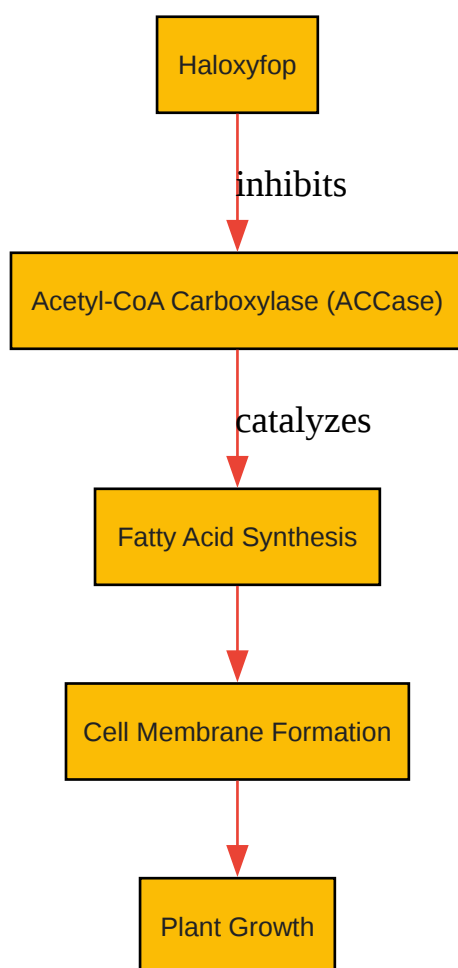 Haloxyfop
inhibits
Acetyl-CoA Carboxylase (ACCase)
catalyzes
Fatty Acid Synthesis
Cell Membrane Formation
Plant Growth